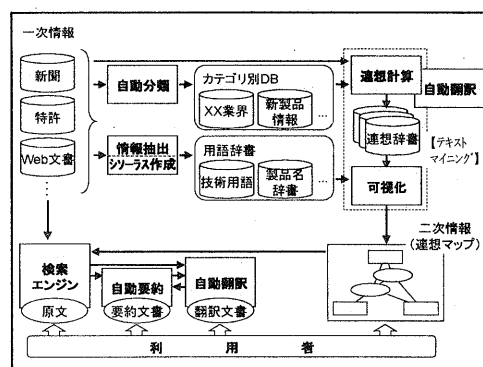 一次情報
新聞
特許
Web文書
自動分類
カテゴリ別DB
XX業界
新製品
情報
…
連想計算
自動翻訳
連想辞書
【テキスト
マイニング】
情報抽出
シソーラス作成
用語辞書
技術用語
製品名
辞書
…
可視化
二次情報
(連想マップ)
検索
エンジン
原文
自動要約
要約文書
自動翻訳
翻訳文書
利用者